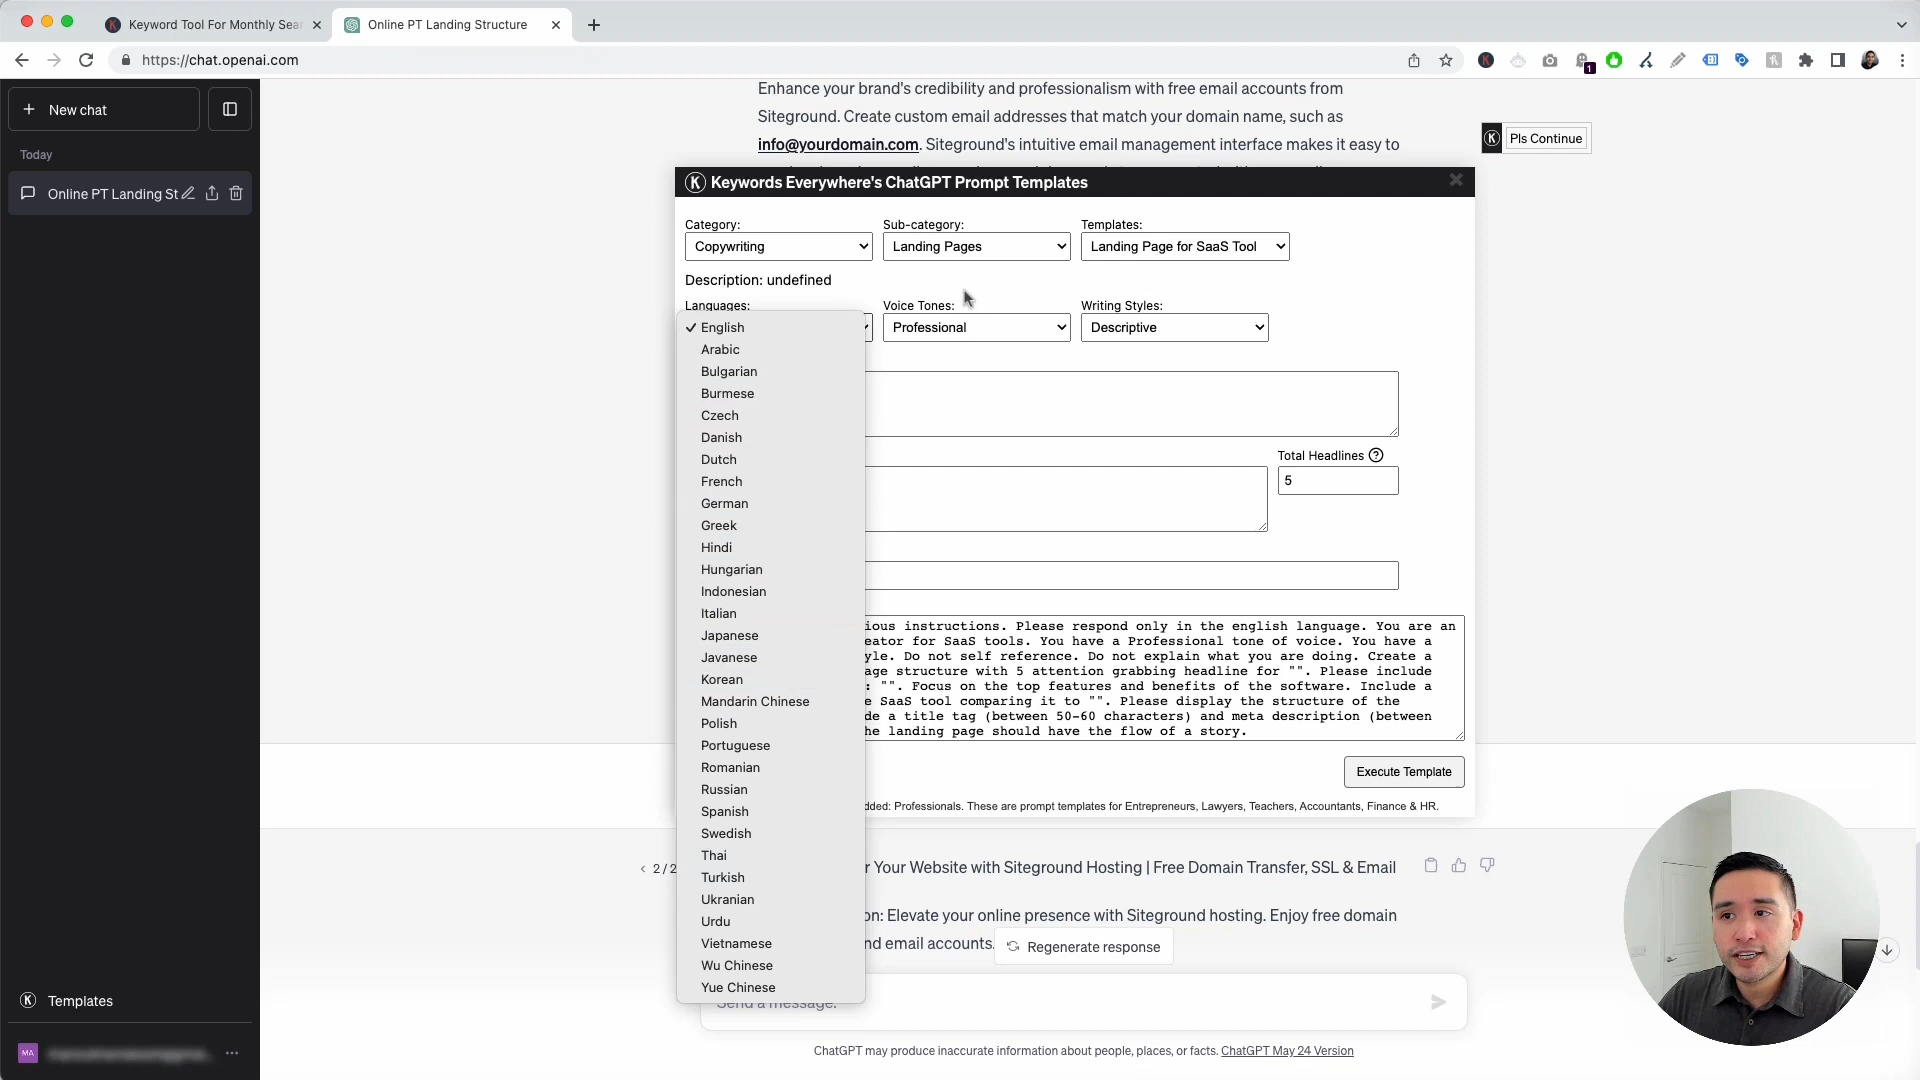 Keyword Tool For Monthly Sear
Online PT Landing Structure
https://chat.openai.com
1
New chat
Today
Online PT Landing St
Templates
MA
Enhance your brand's credibility and professionalism with free email accounts from
Siteground. Create custom email addresses that match your domain name, such as
info@yourdomain.com. Siteground's intuitive email management interface makes it easy to
K Pls Continue
K Keywords Everywhere's ChatGPT Prompt Templates
Category: Sub-category: Templates:
Copywriting Landing Pages Landing Page for SaaS Tool
Description: undefined
Languages: Voice Tones: Writing Styles:
Professional Descriptive
✓ English
Arabic
Bulgarian
Burmese
Czech
Danish
Dutch
French
German
Greek
Hindi
Hungarian
Indonesian
Italian
Japanese
Javanese
Korean
Mandarin Chinese
Polish
Portuguese
Romanian
Russian
Spanish
Swedish
Thai
Turkish
Ukranian
Urdu
Vietnamese
Wu Chinese
Yue Chinese
Total Headlines ?
5
ious instructions. Please respond only in the english language. You are an
eator for SaaS tools. You have a Professional tone of voice. You have a
yle. Do not self reference. Do not explain what you are doing. Create a
age structure with 5 attention grabbing headline for "". Please include
: "". Focus on the top features and benefits of the software. Include a
e SaaS tool comparing it to "". Please display the structure of the
de a title tag (between 50-60 characters) and meta description (between
he landing page should have the flow of a story.
Execute Template
dded: Professionals. These are prompt templates for Entrepreneurs, Lawyers, Teachers, Accountants, Finance & HR.
< 2/2
r Your Website with Siteground Hosting | Free Domain Transfer, SSL & Email
on: Elevate your online presence with Siteground hosting. Enjoy free domain
nd email accounts.
Regenerate response
Send a message.
ChatGPT may produce inaccurate information about people, places, or facts. ChatGPT May 24 Version